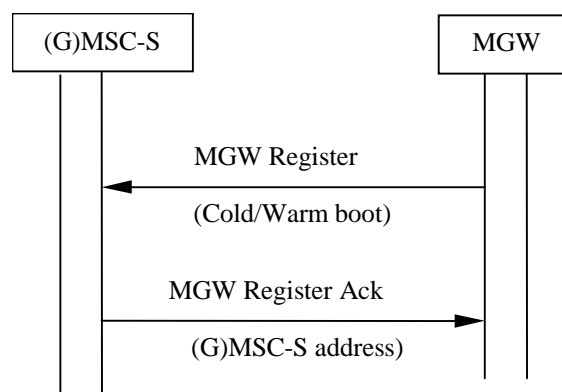 (G)MSC-S
MGW
MGW Register
(Cold/Warm boot)
MGW Register Ack
(G)MSC-S address)